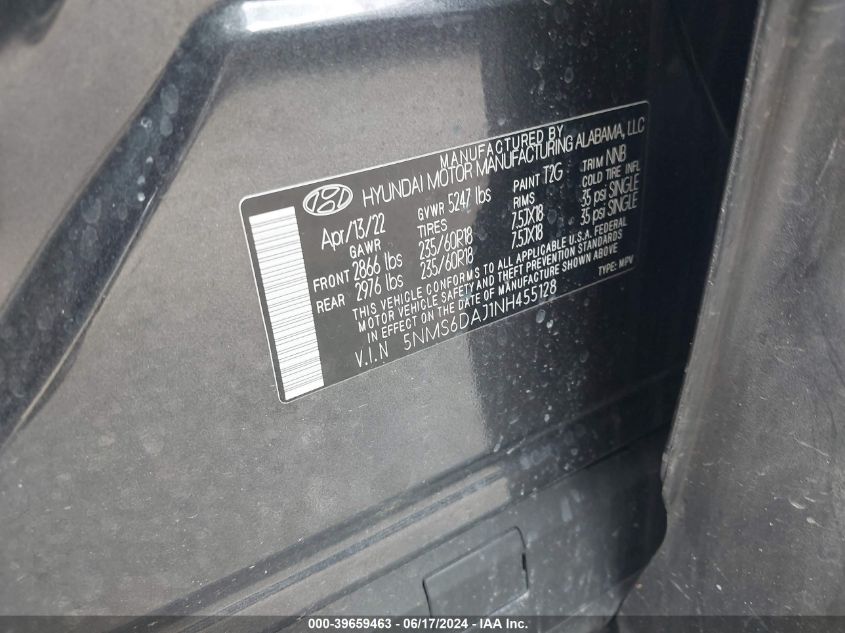 MANUFACTURED BY
HYUNDAI MOTOR MANUFACTURING ALABAMA, LLC
Apr/13/22 GVWR 5247 lbs PAINT T2G TRIM NNB
GAWR TIRES RIMS COLD TIRE INFL
FRONT 2866 lbs 235/60R18 7.5JX18 35 psi SINGLE
REAR 2976 lbs 235/60R18 7.5JX18 35 psi SINGLE
THIS VEHICLE CONFORMS TO ALL APPLICABLE U.S.A. FEDERAL
MOTOR VEHICLE SAFETY AND THEFT PREVENTION STANDARDS
IN EFFECT ON THE DATE OF MANUFACTURE SHOWN ABOVE
V.I.N 5NMS6DAJ1NH455128 TYPE: MPV
000-39659463 - 06/17/2024 - IAAI.com